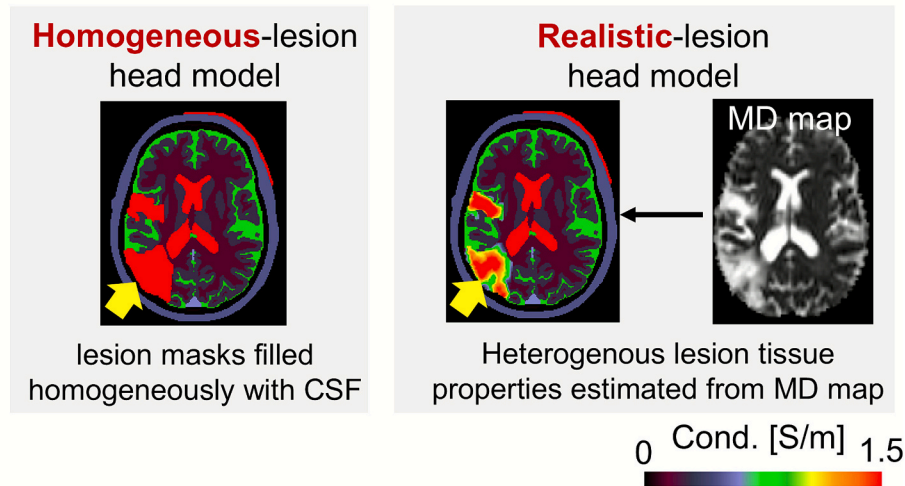 Homogeneous-lesion
head model
lesion masks filled
homogeneously with CSF
Realistic-lesion
head model
MD map
Heterogenous lesion tissue
properties estimated from MD map
0 Cond. [S/m] 1.5